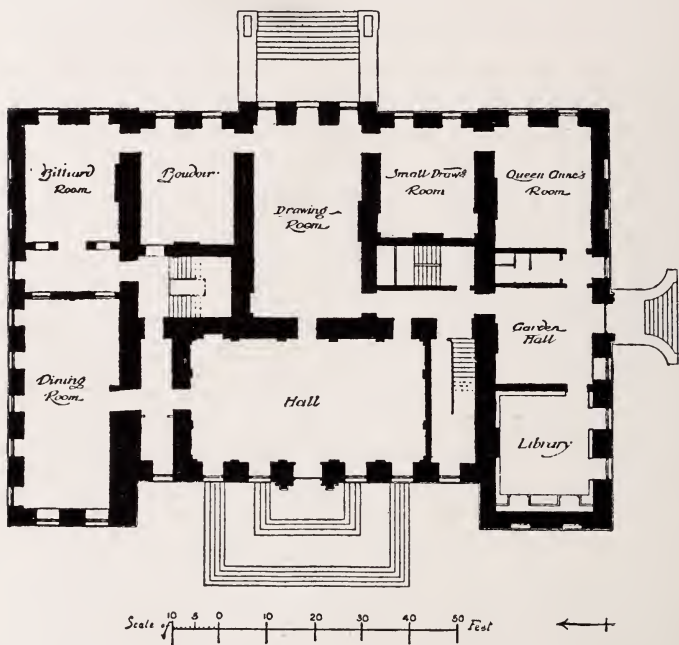 Billiard
Room
Boudoir
Drawing
Room
Small Drawg
Room
Queen Anne's
Room
Dining
Room
Hall
Garden
Hall
Library
Scale of
10 5 0 10 20 30 40 50
Feet